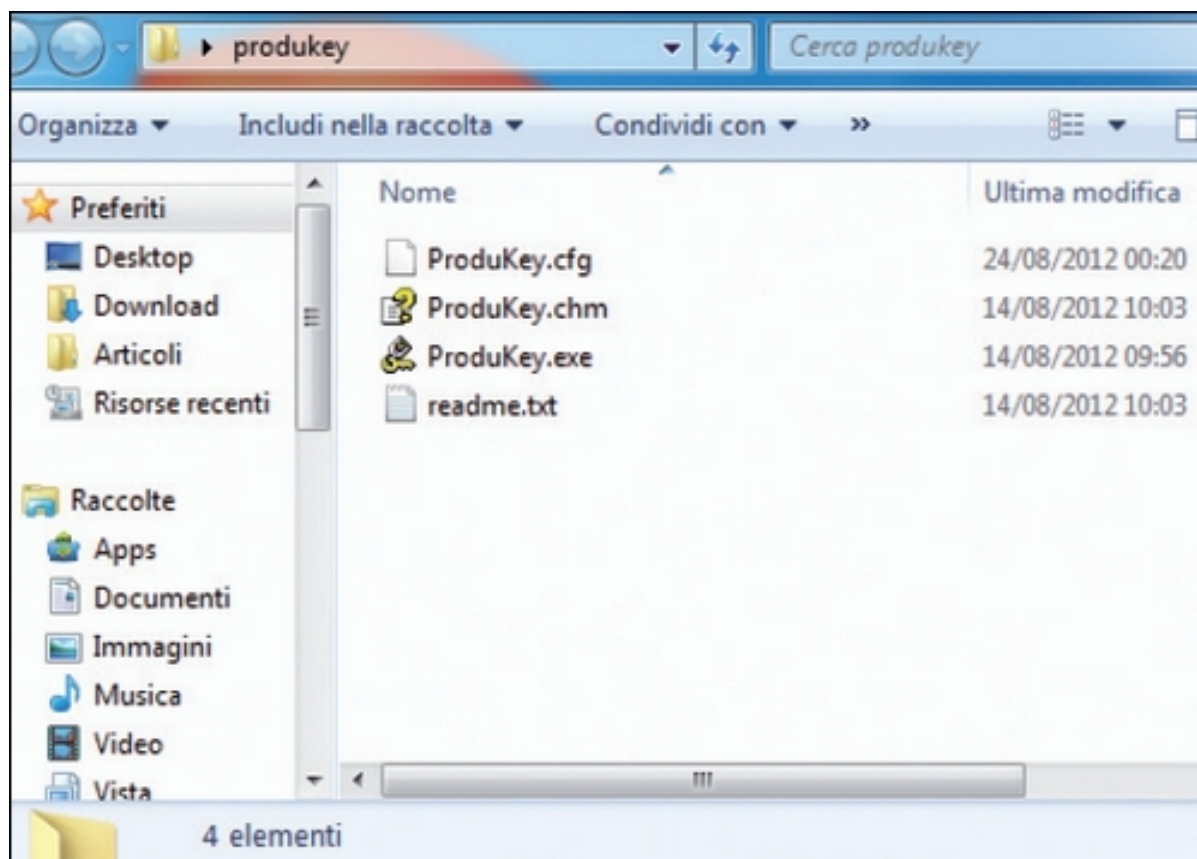 produkey
Cerca produkey
Organizza
Includi nella raccolta
Condividi con
»
Nome
Ultima modifica
Preferiti
Desktop
Download
Articoli
Risorse recenti
Raccolte
Apps
Documenti
Immagini
Musica
Video
Vista
ProduKey.cfg 24/08/2012 00:20
ProduKey.chm 14/08/2012 10:03
ProduKey.exe 14/08/2012 09:56
readme.txt 14/08/2012 10:03
4 elementi